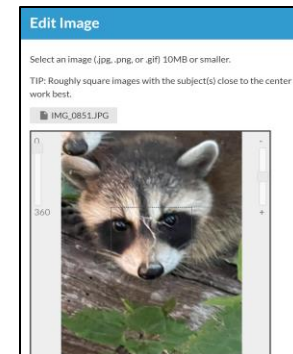 Edit Image
Select an image (.jpg, .png, or .gif) 10MB or smaller.
TIP: Roughly square images with the subject(s) close to the center
work best.
IMG_0851.JPG
0
-
360
+